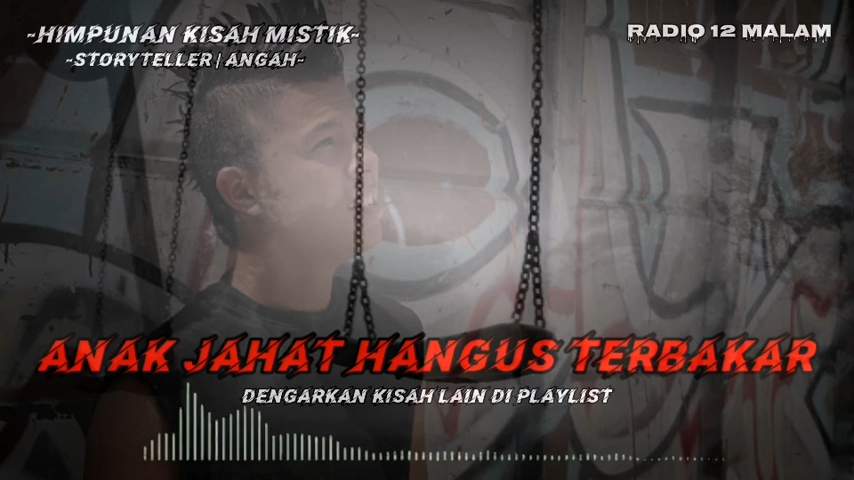 -HIMPUNAN KISAH MISTIK-
-STORYTELLER | ANGAH-
RADIO 12 MALAM
ANAK JAHAT HANGUS TERBAKAR
DENGARKAN KISAH LAIN DI PLAYLIST